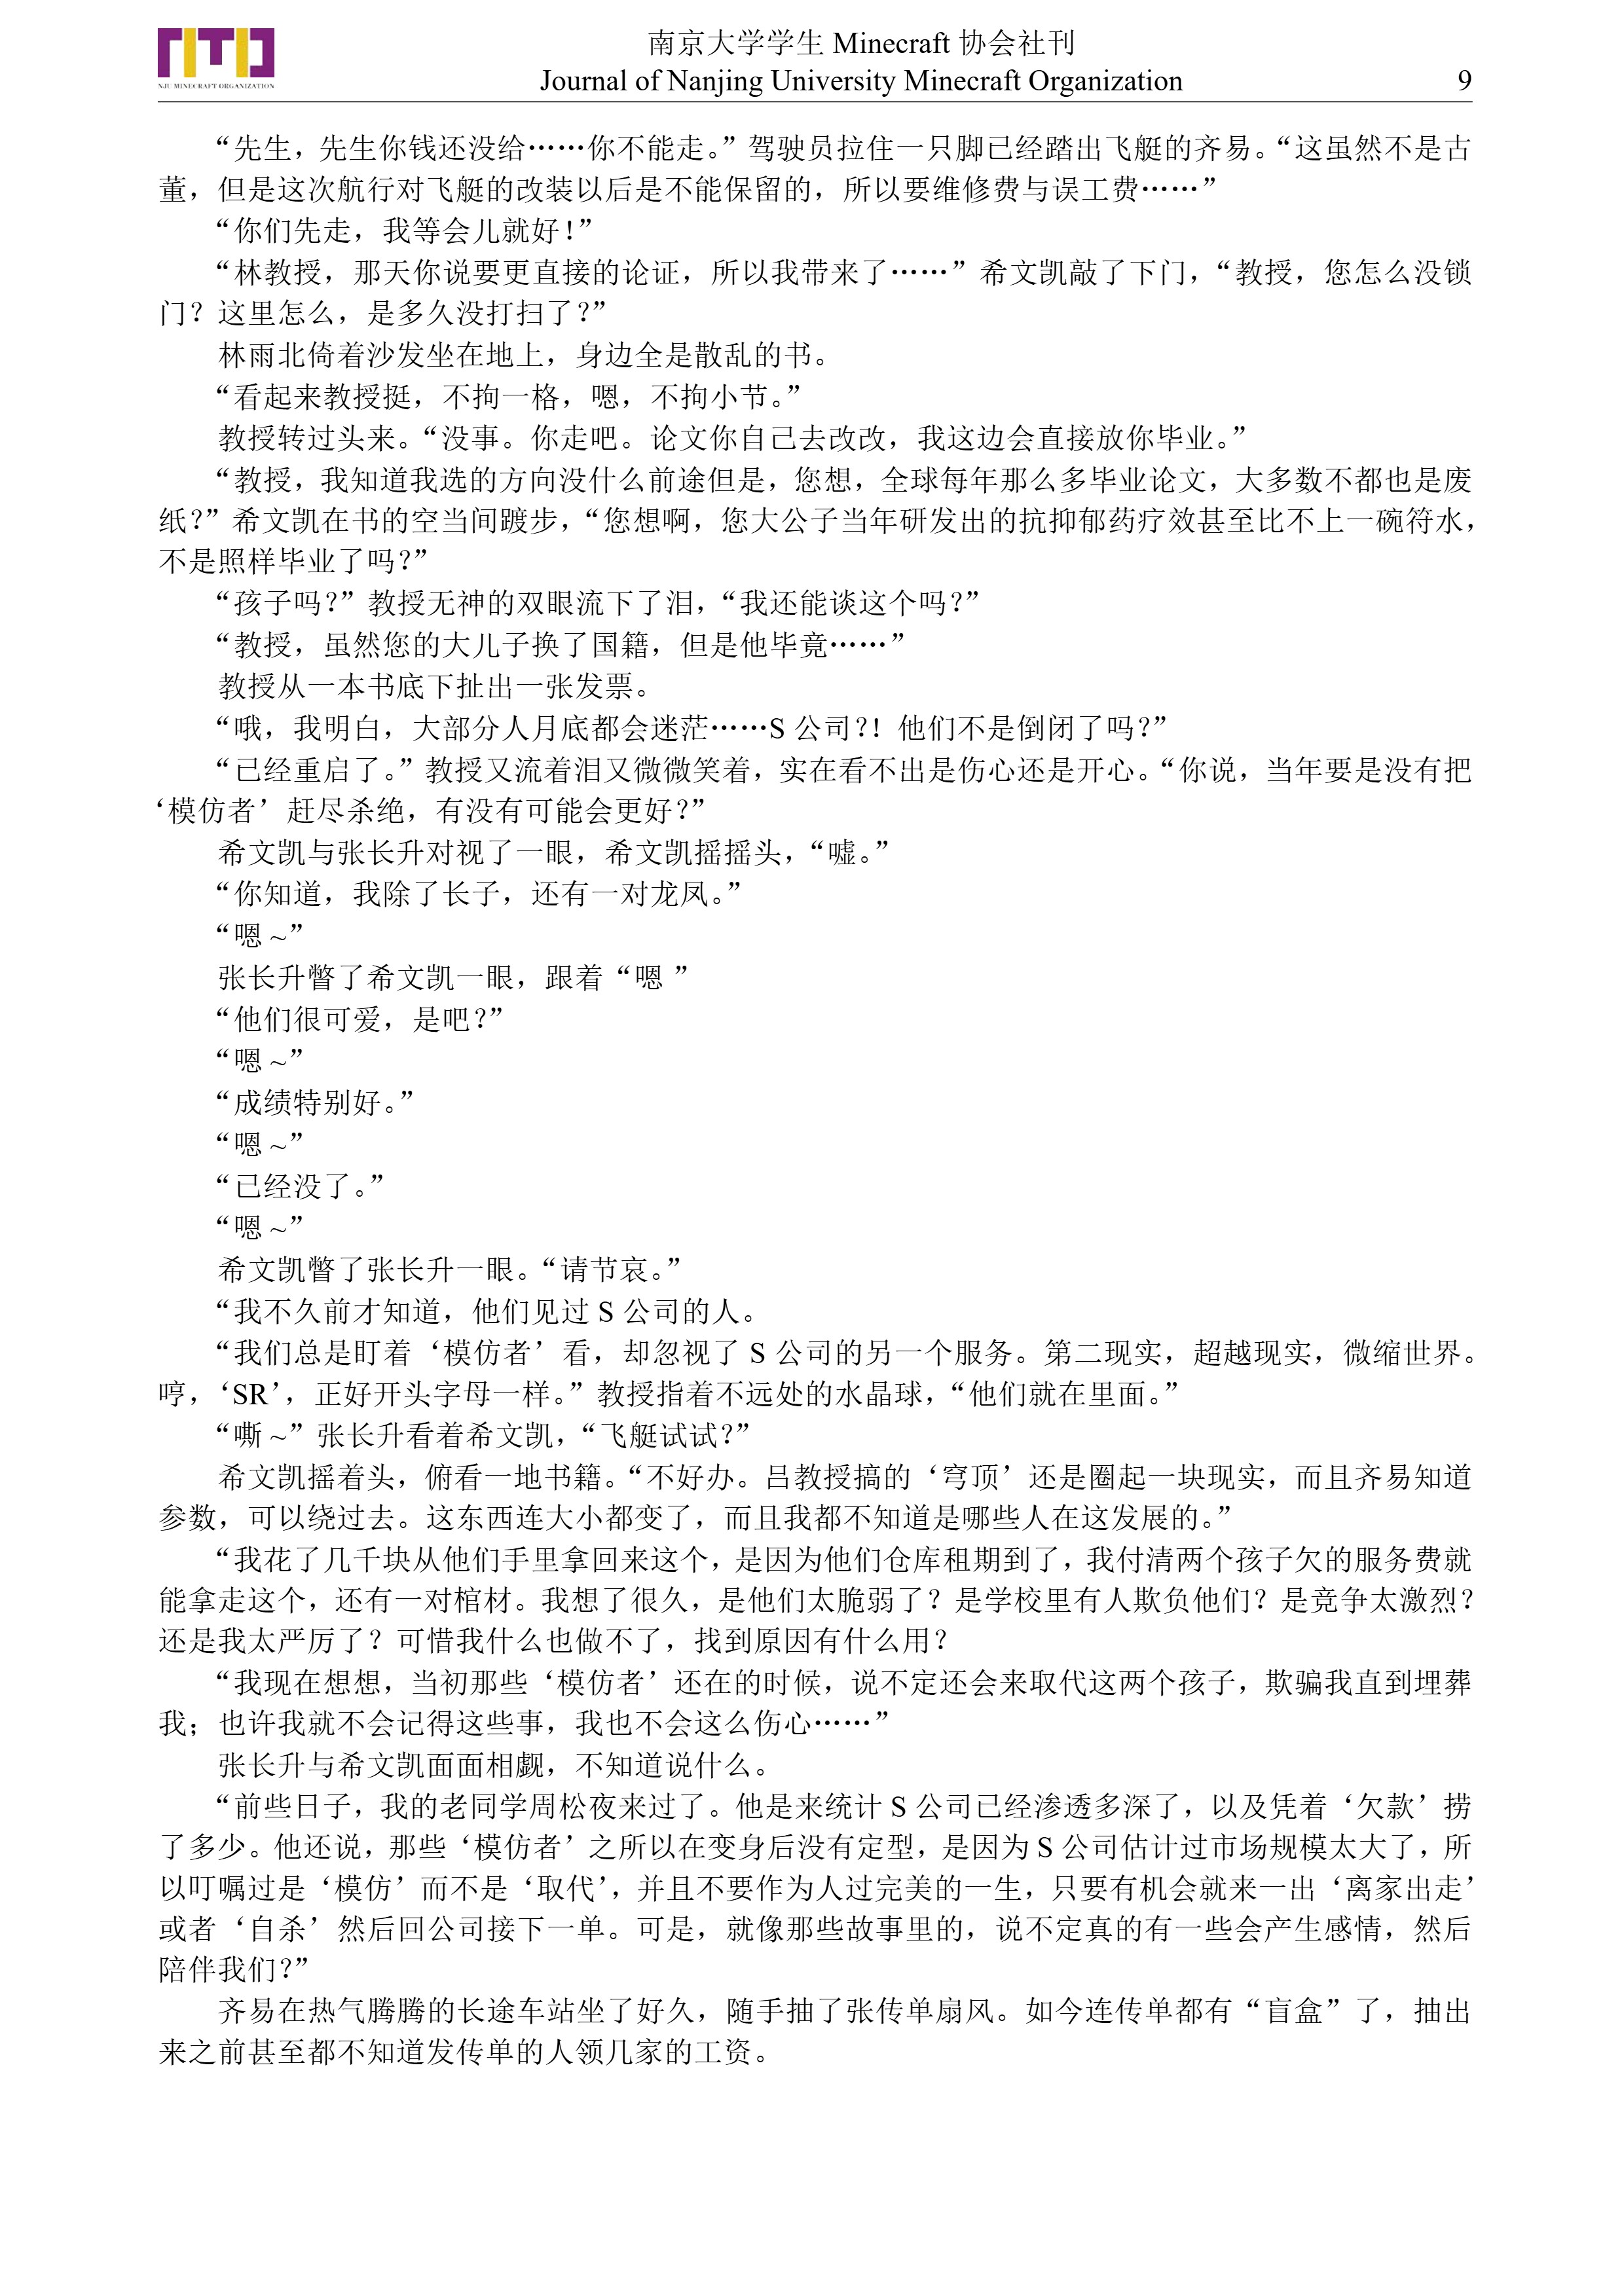 NJU MINECRAFT ORGANIZATION
南京大学学生 Minecraft 协会社刊
Journal of Nanjing University Minecraft Organization
9
“先生，先生你钱还没给……你不能走。”驾驶员拉住一只脚已经踏出飞艇的齐易。“这虽然不是古
董，但是这次航行对飞艇的改装以后是不能保留的，所以要维修费与误工费……”
“你们先走，我等会儿就好！”
“林教授，那天你说要更直接的论证，所以我带来了……”希文凯敲了下门，“教授，您怎么没锁
门？这里怎么，是多久没打扫了？”
林雨北倚着沙发坐在地上，身边全是散乱的书。
“看起来教授挺，不拘一格，嗯，不拘小节。”
教授转过头来。“没事。你走吧。论文你自己去改改，我这边会直接放你毕业。”
“教授，我知道我选的方向没什么前途但是，您想，全球每年那么多毕业论文，大多数不都也是废
纸？”希文凯在书的空当间踱步，“您想啊，您大公子当年研发出的抗抑郁药疗效甚至比不上一碗符水，
不是照样毕业了吗？”
“孩子吗？”教授无神的双眼流下了泪，“我还能谈这个吗？”
“教授，虽然您的大儿子换了国籍，但是他毕竟……”
教授从一本书底下扯出一张发票。
“哦，我明白，大部分人月底都会迷茫……S 公司？！他们不是倒闭了吗？”
“已经重启了。”教授又流着泪又微微笑着，实在看不出是伤心还是开心。“你说，当年要是没有把
‘模仿者’赶尽杀绝，有没有可能会更好？”
希文凯与张长升对视了一眼，希文凯摇摇头，“嘘。”
“你知道，我除了长子，还有一对龙凤。”
“嗯 ~”
张长升瞥了希文凯一眼，跟着“嗯 ”
“他们很可爱，是吧？”
“嗯 ~”
“成绩特别好。”
“嗯 ~”
“已经没了。”
“嗯 ~”
希文凯瞥了张长升一眼。“请节哀。”
“我不久前才知道，他们见过 S 公司的人。
“我们总是盯着‘模仿者’看，却忽视了 S 公司的另一个服务。第二现实，超越现实，微缩世界。
哼，‘SR’，正好开头字母一样。”教授指着不远处的水晶球，“他们就在里面。”
“嘶 ~”张长升看着希文凯，“飞艇试试？”
希文凯摇着头，俯看一地书籍。“不好办。吕教授搞的‘穹顶’还是圈起一块现实，而且齐易知道
参数，可以绕过去。这东西连大小都变了，而且我都不知道是哪些人在这发展的。”
“我花了几千块从他们手里拿回来这个，是因为他们仓库租期到了，我付清两个孩子欠的服务费就
能拿走这个，还有一对棺材。我想了很久，是他们太脆弱了？是学校里有人欺负他们？是竞争太激烈？
还是我太严厉了？可惜我什么也做不了，找到原因有什么用？
“我现在想想，当初那些‘模仿者’还在的时候，说不定还会来取代这两个孩子，欺骗我直到埋葬
我；也许我就不会记得这些事，我也不会这么伤心……”
张长升与希文凯面面相觑，不知道说什么。
“前些日子，我的老同学周松夜来过了。他是来统计 S 公司已经渗透多深了，以及凭着‘欠款’捞
了多少。他还说，那些‘模仿者’之所以在变身后没有定型，是因为 S 公司估计过市场规模太大了，所
以叮嘱过是‘模仿’而不是‘取代’，并且不要作为人过完美的一生，只要有机会就来一出‘离家出走’
或者‘自杀’然后回公司接下一单。可是，就像那些故事里的，说不定真的有一些会产生感情，然后
陪伴我们？”
齐易在热气腾腾的长途车站坐了好久，随手抽了张传单扇风。如今连传单都有“盲盒”了，抽出
来之前甚至都不知道发传单的人领几家的工资。